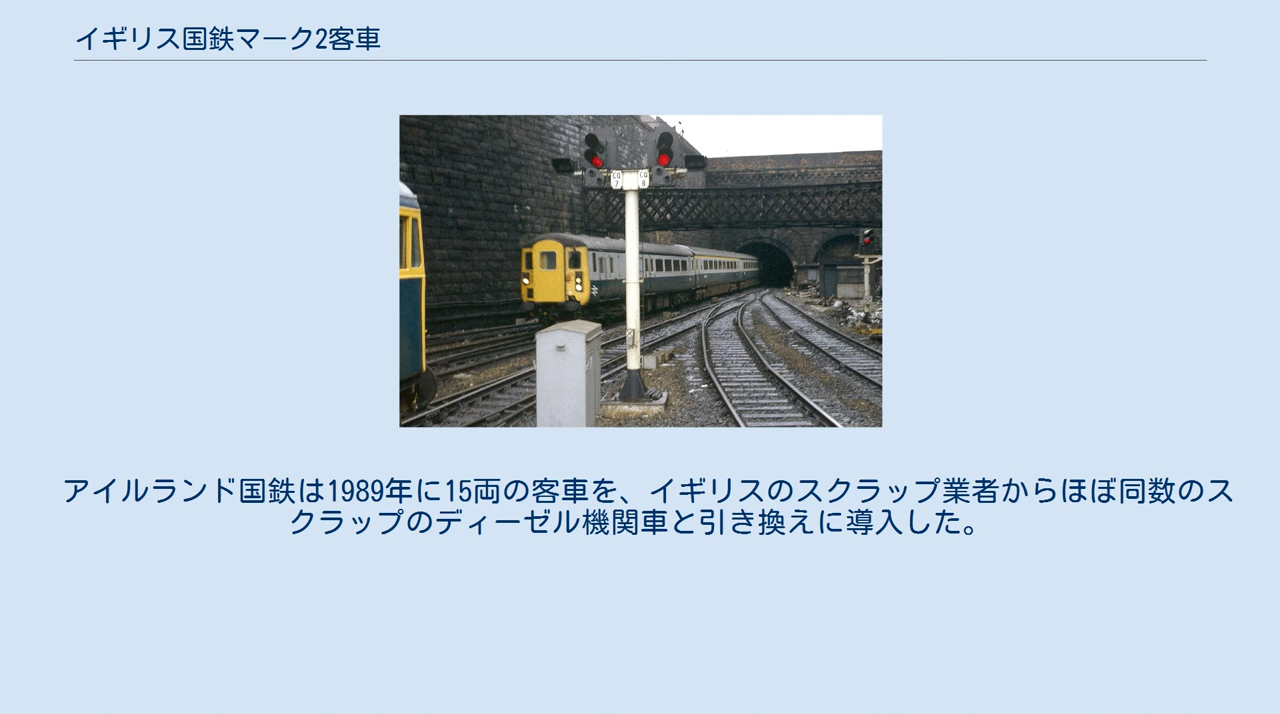 イギリス国鉄マーク2客車
CQ CQ
7 8
アイルランド国鉄は1989年に15両の客車を、イギリスのスクラップ業者からほぼ同数のス
クラップのディーゼル機関車と引き換えに導入した。